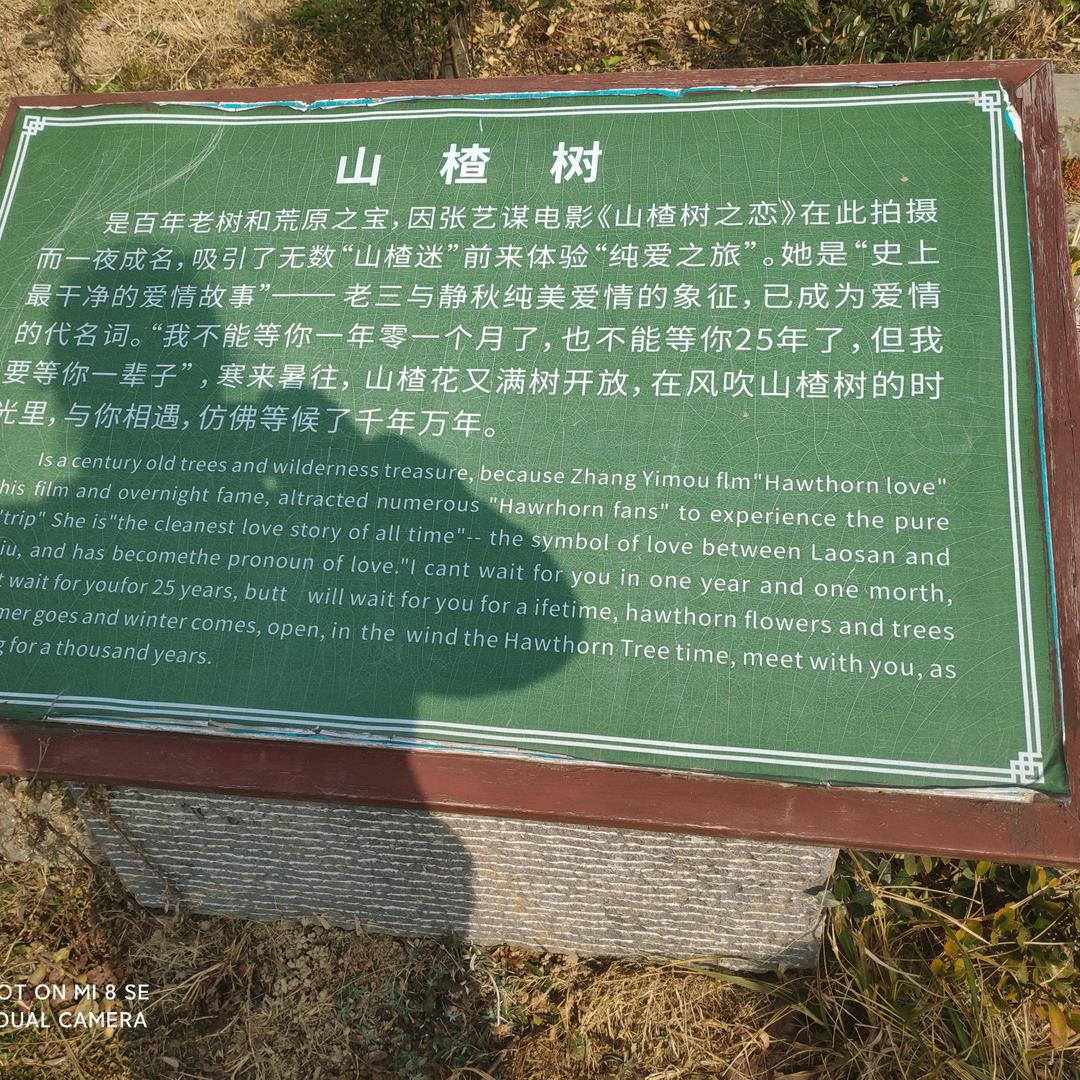 山楂树
是百年老树和荒原之宝，因张艺谋电影《山楂树之恋》在此拍摄
而一夜成名，吸引了无数“山楂迷”前来体验“纯爱之旅”。她是“史上
最干净的爱情故事”——老三与静秋纯美爱情的象征，已成为爱情
的代名词。“我不能等你一年零一个月了，也不能等你25年了，但我
要等你一辈子”，寒来暑往，山楂花又满树开放，在风吹山楂树的时
光里，与你相遇，仿佛等候了千年万年。
Is a century old trees and wilderness treasure, because Zhang Yimou flm"Hawthorn love"
his film and overnight fame, altracted numerous "Hawrhorn fans" to experience the pure
"trip" She is"the cleanest love story of all time"-- the symbol of love between Laosan and
iu, and has becomethe pronoun of love."I cant wait for you in one year and one morth,
t wait for youfor 25 years, butt will wait for you for a ifetime, hawthorn flowers and trees
mer goes and winter comes, open, in the wind the Hawthorn Tree time, meet with you, as
g for a thousand years.
OT ON MI 8 SE
DUAL CAMERA